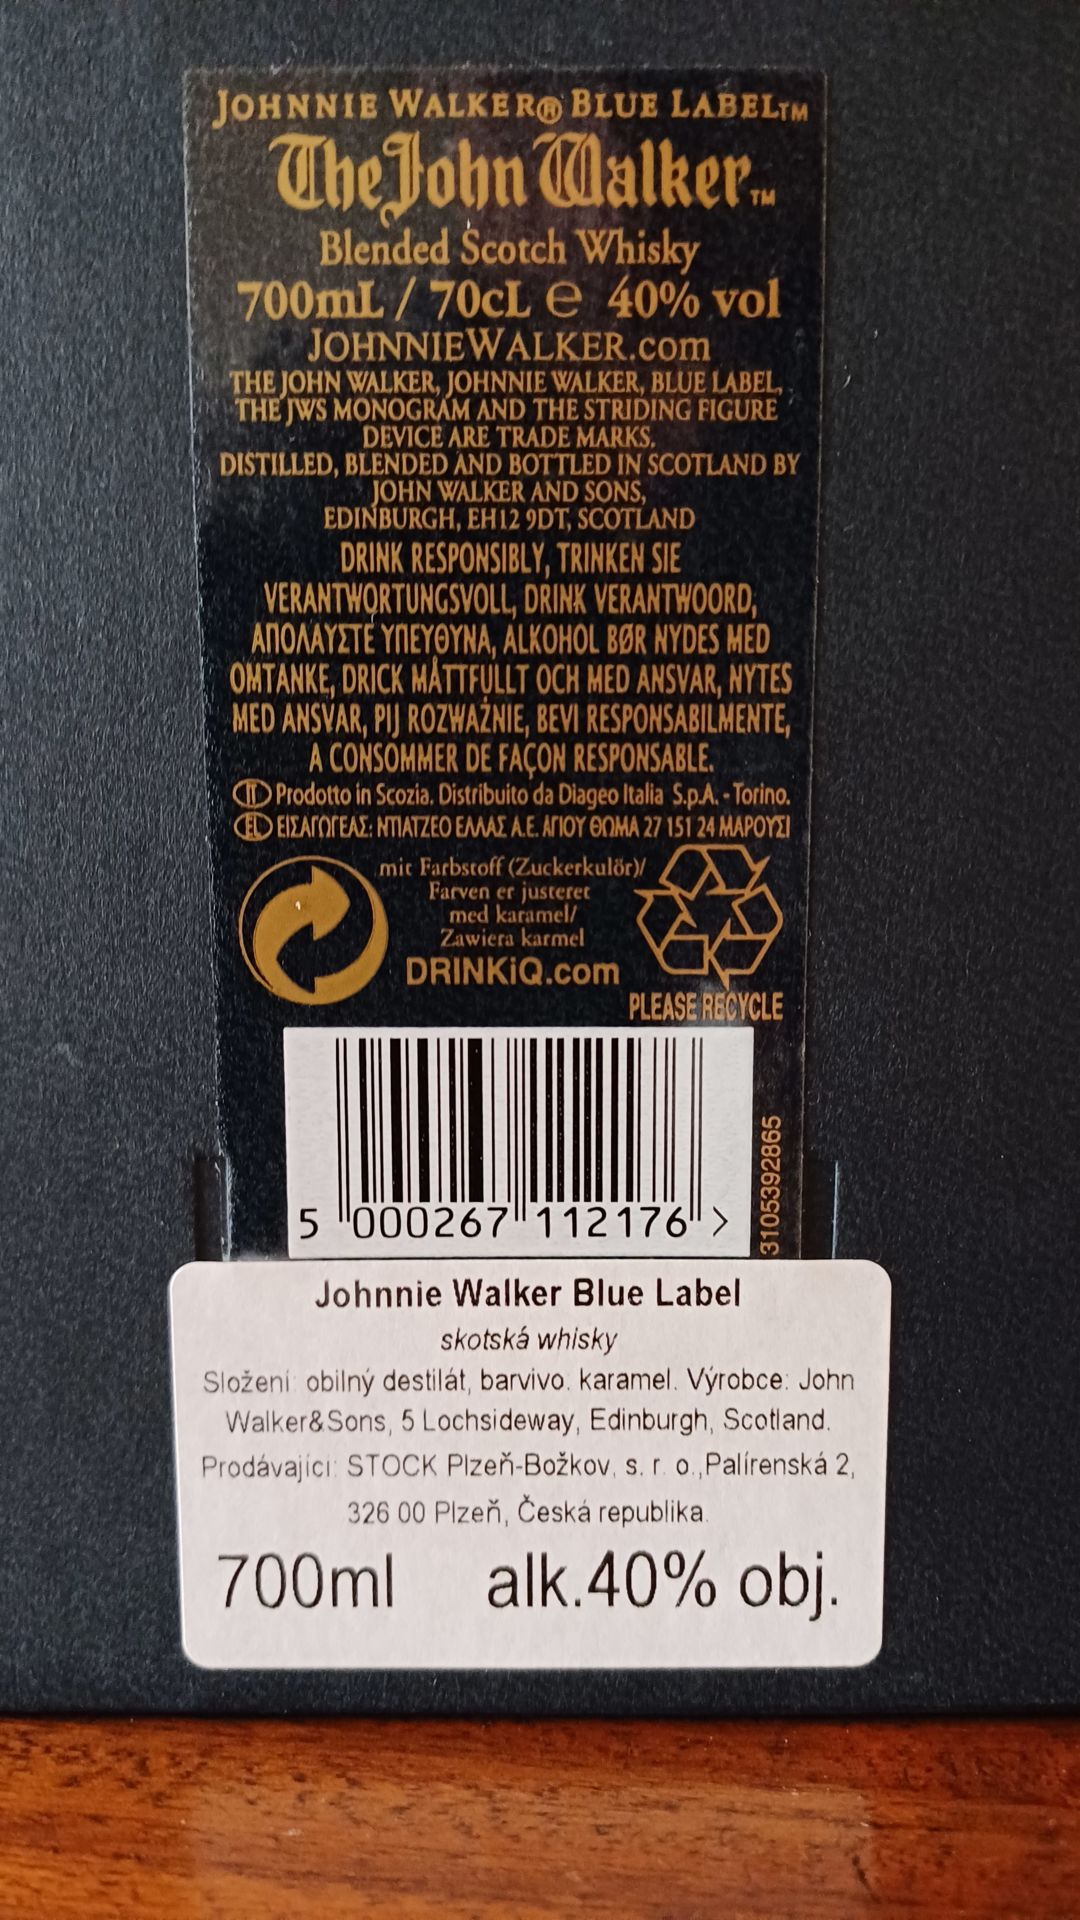 JOHNNIE WALKER® BLUE LABEL™
The John Walker™
Blended Scotch Whisky
700mL / 70cL ℮ 40% vol
JOHNNIEWALKER.com
THE JOHN WALKER, JOHNNIE WALKER, BLUE LABEL,
THE JWS MONOGRAM AND THE STRIDING FIGURE
DEVICE ARE TRADE MARKS.
DISTILLED, BLENDED AND BOTTLED IN SCOTLAND BY
JOHN WALKER AND SONS,
EDINBURGH, EH12 9DT, SCOTLAND
DRINK RESPONSIBLY, TRINKEN SIE
VERANTWORTUNGSVOLL, DRINK VERANTWOORD,
ΑΠΟΛΑΥΣΤΕ ΥΠΕΥΘΥΝΑ, ALKOHOL BØR NYDES MED
OMTANKE, DRICK MÅTTFULLT OCH MED ANSVAR, NYTES
MED ANSVAR, PIJ ROZWAŻNIE, BEVI RESPONSABILMENTE,
A CONSOMMER DE FAÇON RESPONSABLE.
IT Prodotto in Scozia. Distribuito da Diageo Italia S.p.A. - Torino.
EL ΕΙΣΑΓΩΓΕΑΣ: ΝΤΙΑΤΖΕΟ ΕΛΛΑΣ Α.Ε. ΑΓΙΟΥ ΘΩΜΑ 27 151 24 ΜΑΡΟΥΣΙ
mit Farbstoff (Zuckerkulör)/
Farven er justeret
med karamel/
Zawiera karmel
DRINKiQ.com
PLEASE RECYCLE
5 000267 112176 >
3105392865
Johnnie Walker Blue Label
skotská whisky
Složení: obilný destilát, barvivo. karamel. Výrobce: John
Walker&Sons, 5 Lochsideway, Edinburgh, Scotland.
Prodávající: STOCK Plzeň-Božkov, s. r. o.,Palírenská 2,
326 00 Plzeň, Česká republika.
700ml alk.40% obj.